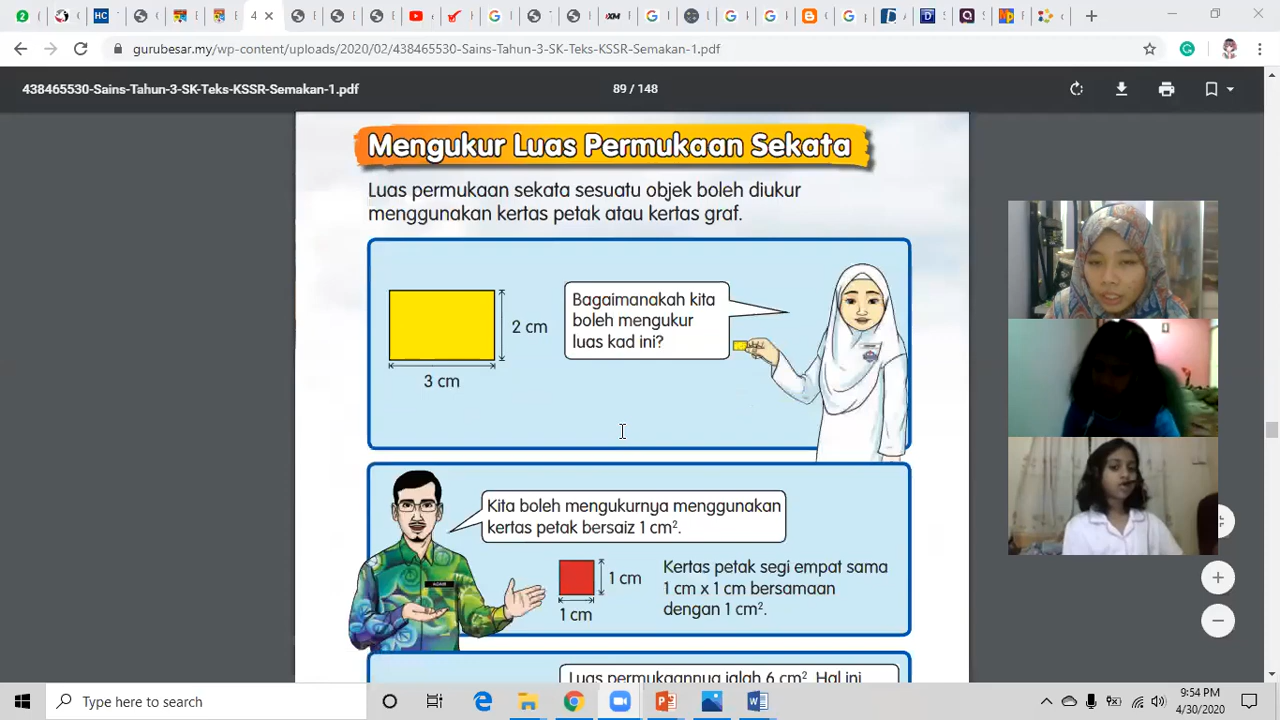 gurubesar.my/wp-content/uploads/2020/02/438465530-Sains-Tahun-3-SK-Teks-KSSR-Semakan-1.pdf
438465530-Sains-Tahun-3-SK-Teks-KSSR-Semakan-1.pdf
89 / 148
Mengukur Luas Permukaan Sekata
Luas permukaan sekata sesuatu objek boleh diukur
menggunakan kertas petak atau kertas graf.
2 cm
3 cm
Bagaimanakah kita
boleh mengukur
luas kad ini?
Kita boleh mengukurnya menggunakan
kertas petak bersaiz 1 cm².
1 cm
1 cm
Kertas petak segi empat sama
1 cm x 1 cm bersamaan
dengan 1 cm².
Luas permukaannya ialah 6 cm². Hal ini
Type here to search
9:54 PM
4/30/2020